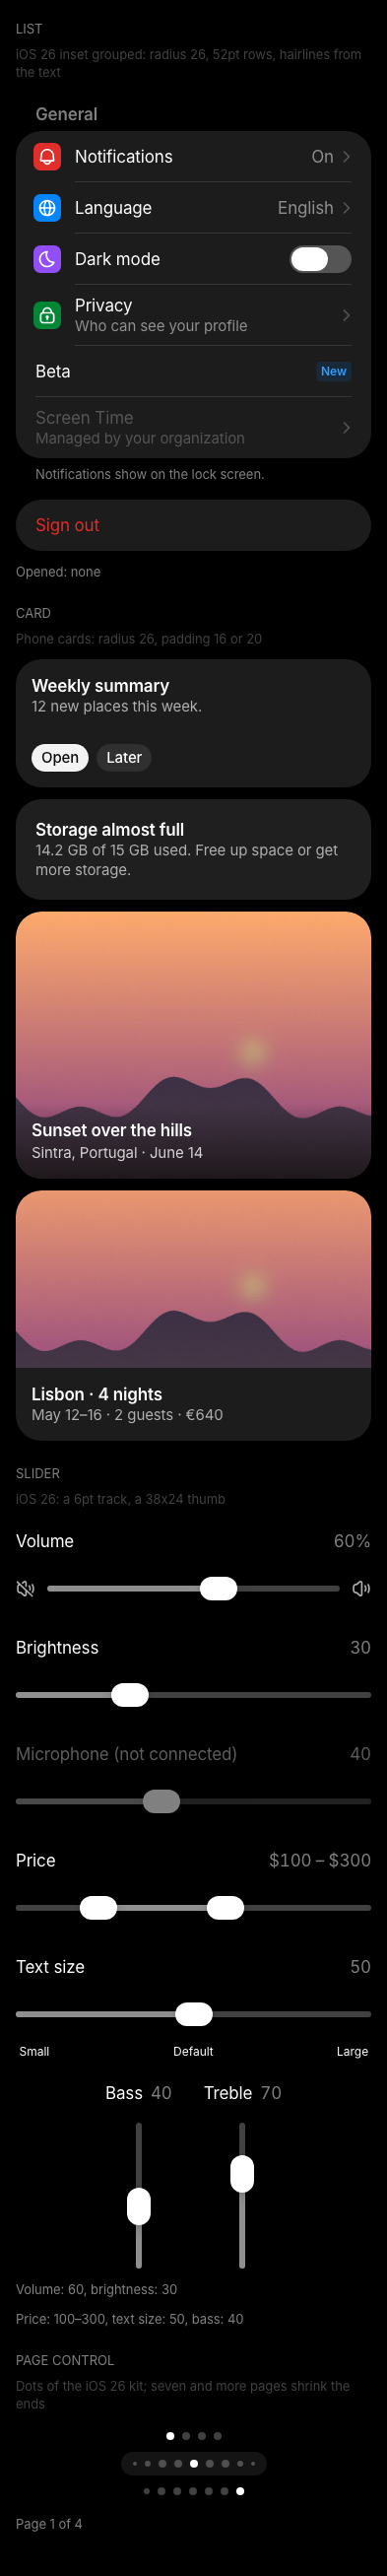 LIST
iOS 26 inset grouped: radius 26, 52pt rows, hairlines from
the text
General
Notifications On
Language English
Dark mode
Privacy
Who can see your profile
Beta New
Screen Time
Managed by your organization
Notifications show on the lock screen.
Sign out
Opened: none
CARD
Phone cards: radius 26, padding 16 or 20
Weekly summary
12 new places this week.
Open Later
Storage almost full
14.2 GB of 15 GB used. Free up space or get
more storage.
Sunset over the hills
Sintra, Portugal · June 14
Lisbon · 4 nights
May 12–16 · 2 guests · €640
SLIDER
iOS 26: a 6pt track, a 38x24 thumb
Volume 60%
Brightness 30
Microphone (not connected) 40
Price $100 – $300
Text size 50
Small Default Large
Bass 40 Treble 70
Volume: 60, brightness: 30
Price: 100–300, text size: 50, bass: 40
PAGE CONTROL
Dots of the iOS 26 kit; seven and more pages shrink the
ends
Page 1 of 4